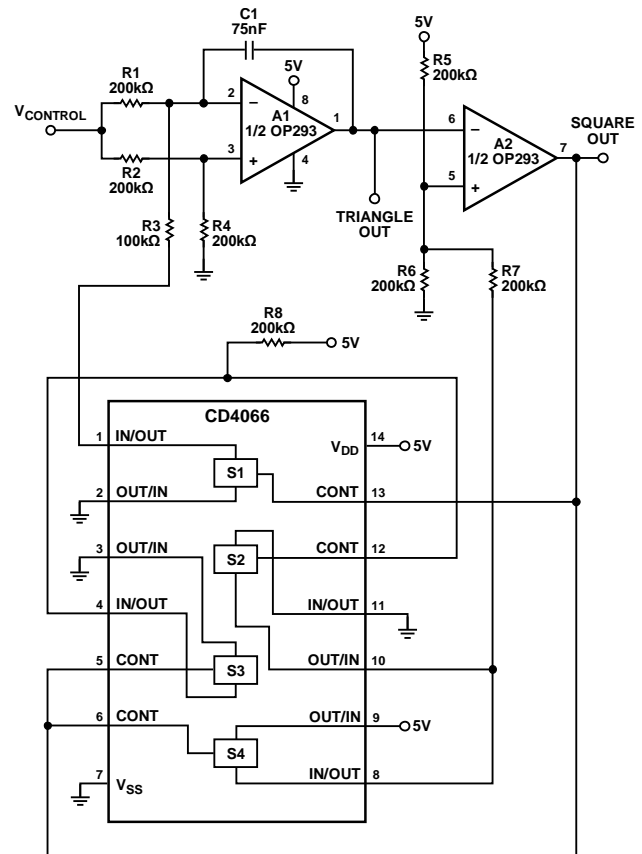 C1
75nF
5V
5V
R1
200kΩ
R5
200kΩ
VCONTROL
2
−
8
A1
1/2 OP293
1
3
+
4
6
−
A2
1/2 OP293
7
SQUARE
OUT
5
+
R2
200kΩ
TRIANGLE
OUT
R3
100kΩ
R4
200kΩ
R6
200kΩ
R7
200kΩ
R8
200kΩ
5V
CD4066
1
IN/OUT
VDD
14
5V
S1
2
OUT/IN
CONT
13
3
OUT/IN
S2
CONT
12
4
IN/OUT
IN/OUT
11
5
CONT
S3
OUT/IN
10
6
CONT
OUT/IN
9
5V
S4
IN/OUT
8
7
VSS